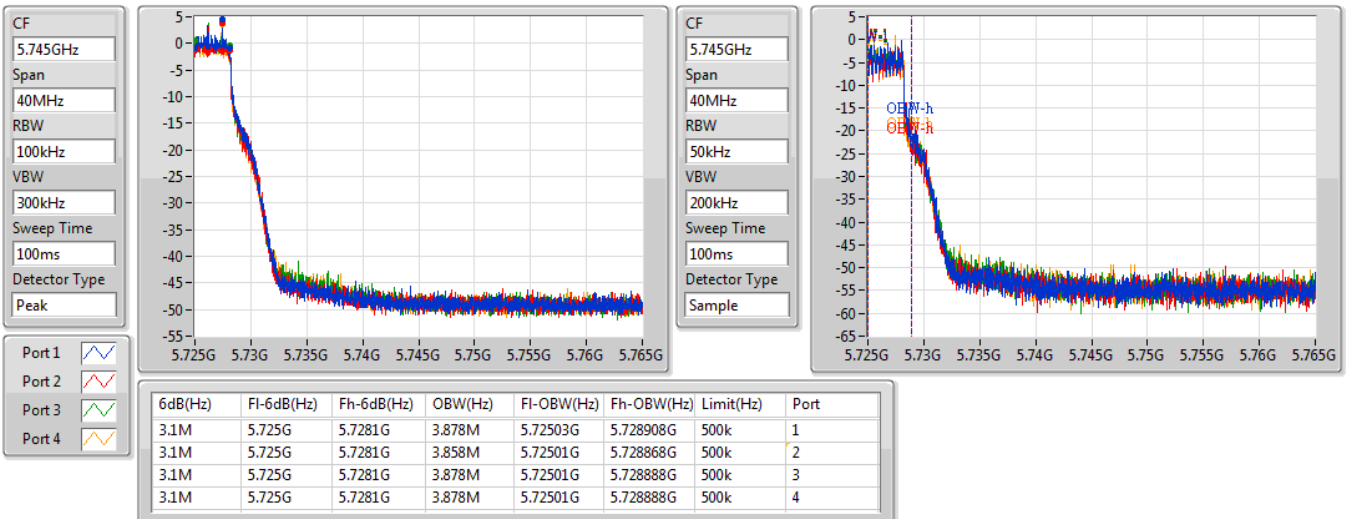 CF
5.745GHz
Span
40MHz
RBW
100kHz
VBW
300kHz
Sweep Time
100ms
Detector Type
Peak
5
0
-5
-10
-15
-20
-25
-30
-35
-40
-45
-50
-55
5.725G 5.73G 5.735G 5.74G 5.745G 5.75G 5.755G 5.76G 5.765G
CF
5.745GHz
Span
40MHz
RBW
50kHz
VBW
200kHz
Sweep Time
100ms
Detector Type
Sample
5
0
-5
-10
-15
-20
-25
-30
-35
-40
-45
-50
-55
-60
-65
OBW-h
OBW-h
5.725G 5.73G 5.735G 5.74G 5.745G 5.75G 5.755G 5.76G 5.765G
Port 1
Port 2
Port 3
Port 4
6dB(Hz) Fl-6dB(Hz) Fh-6dB(Hz) OBW(Hz) Fl-OBW(Hz) Fh-OBW(Hz) Limit(Hz) Port
3.1M 5.725G 5.7281G 3.878M 5.72503G 5.728908G 500k 1
3.1M 5.725G 5.7281G 3.858M 5.72501G 5.728868G 500k 2
3.1M 5.725G 5.7281G 3.878M 5.72501G 5.728888G 500k 3
3.1M 5.725G 5.7281G 3.878M 5.72501G 5.728888G 500k 4